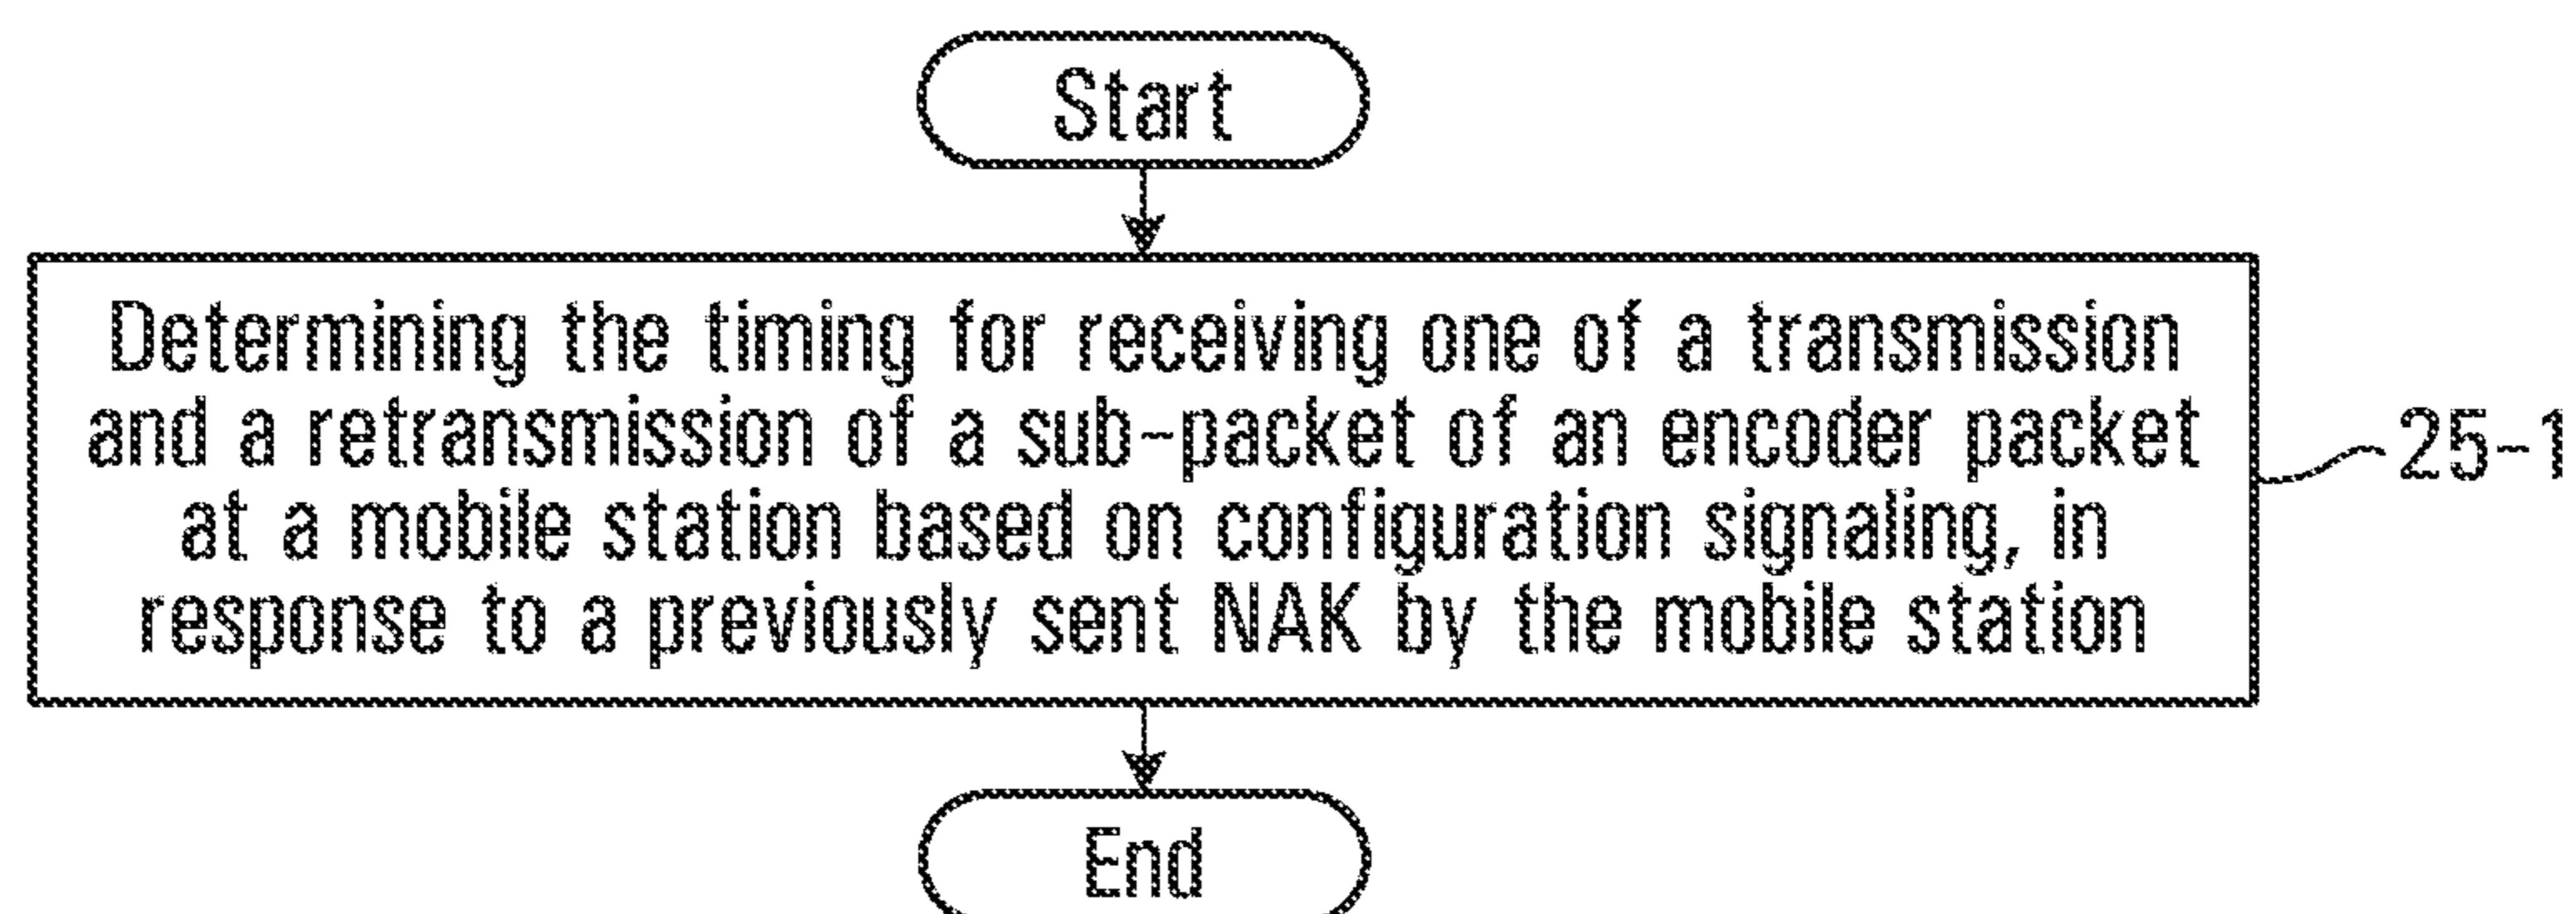 Start
Determining the timing for receiving one of a transmission
and a retransmission of a sub-packet of an encoder packet
at a mobile station based on configuration signaling, in
response to a previously sent NAK by the mobile station
25-1
End